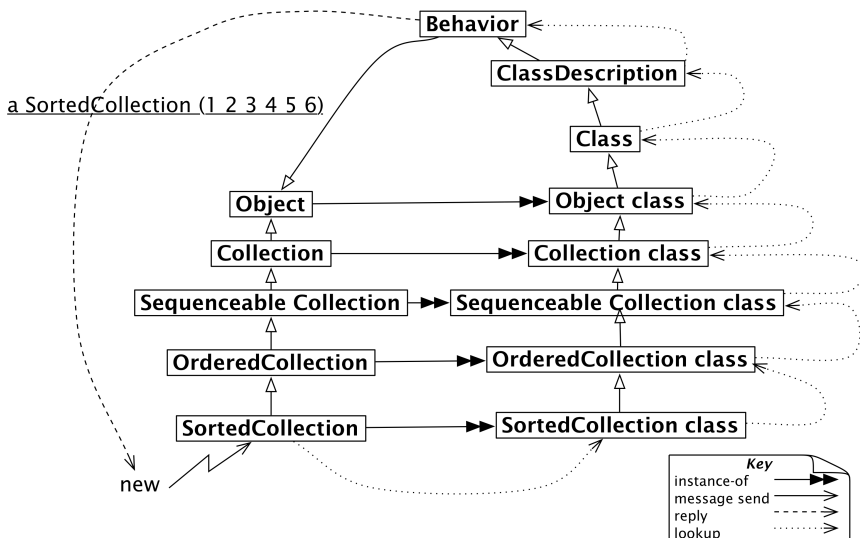 Behavior
ClassDescription
a SortedCollection (1 2 3 4 5 6)
Class
Object
Object class
Collection
Collection class
Sequenceable Collection
Sequenceable Collection class
OrderedCollection
OrderedCollection class
SortedCollection
SortedCollection class
new
Key
instance-of
message send
reply
lookup